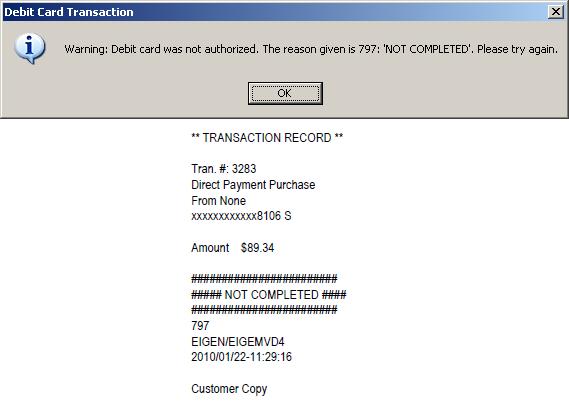 Debit Card Transaction
Warning: Debit card was not authorized. The reason given is 797: 'NOT COMPLETED'. Please try again.
OK
** TRANSACTION RECORD **
Tran. #: 3283
Direct Payment Purchase
From None
xxxxxxxxxxxx8106 S
Amount $89.34
########################
##### NOT COMPLETED ####
########################
797
EIGEN/EIGEMVD4
2010/01/22-11:29:16
Customer Copy